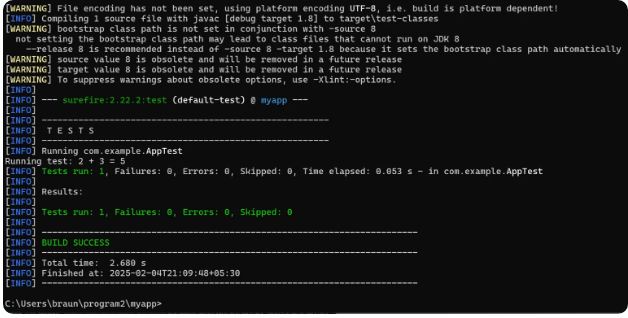 [WARNING] File encoding has not been set, using platform encoding UTF-8, i.e. build is platform dependent!
[INFO] Compiling 1 source file with javac [debug target 1.8] to target\test-classes
[WARNING] bootstrap class path is not set in conjunction with -source 8
not setting the bootstrap class path may lead to class files that cannot run on JDK 8
--release 8 is recommended instead of -source 8 -target 1.8 because it sets the bootstrap class path automatically
[WARNING] source value 8 is obsolete and will be removed in a future release
[WARNING] target value 8 is obsolete and will be removed in a future release
[WARNING] To suppress warnings about obsolete options, use -Xlint:-options.
[INFO]
[INFO] --- surefire:2.22.2:test (default-test) @ myapp ---
[INFO]
[INFO] -------------------------------------------------------
[INFO]  T E S T S
[INFO] -------------------------------------------------------
[INFO] Running com.example.AppTest
Running test: 2 + 3 = 5
[INFO] Tests run: 1, Failures: 0, Errors: 0, Skipped: 0, Time elapsed: 0.053 s - in com.example.AppTest
[INFO]
[INFO] Results:
[INFO]
[INFO] Tests run: 1, Failures: 0, Errors: 0, Skipped: 0
[INFO]
[INFO] ------------------------------------------------------------------------
[INFO] BUILD SUCCESS
[INFO] ------------------------------------------------------------------------
[INFO] Total time:  2.680 s
[INFO] Finished at: 2025-02-04T21:09:48+05:30
[INFO] ------------------------------------------------------------------------
C:\Users\braun\program2\myapp>